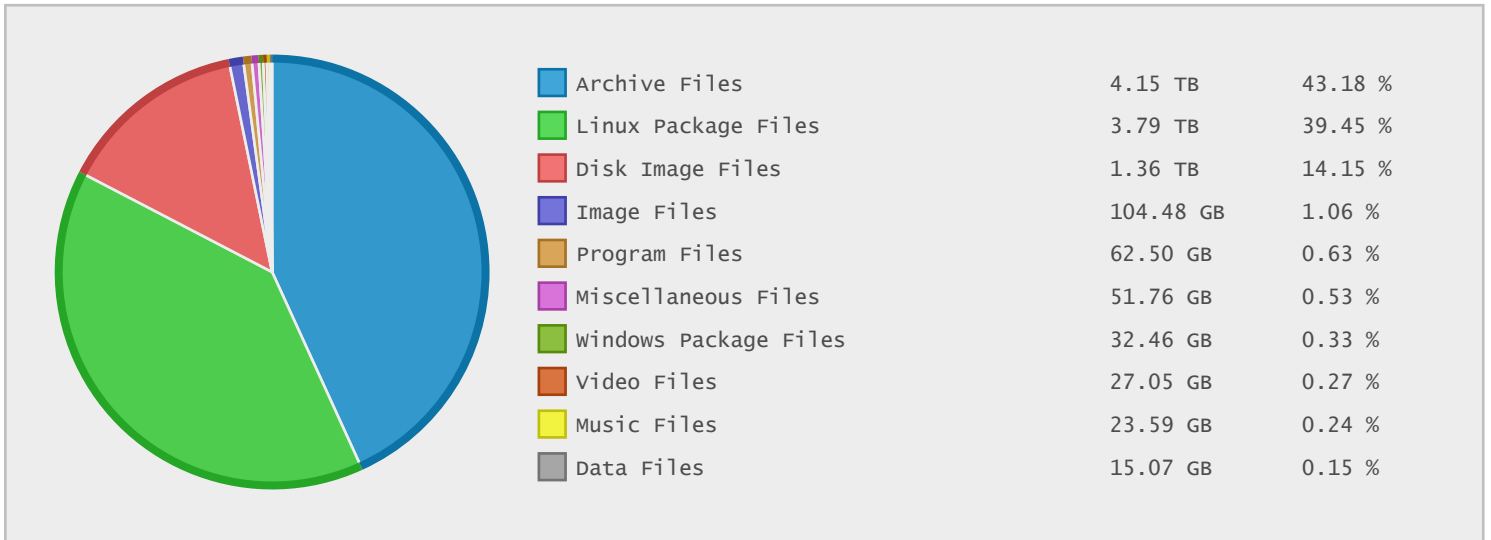 Archive Files 4.15 TB 43.18 %
Linux Package Files 3.79 TB 39.45 %
Disk Image Files 1.36 TB 14.15 %
Image Files 104.48 GB 1.06 %
Program Files 62.50 GB 0.63 %
Miscellaneous Files 51.76 GB 0.53 %
Windows Package Files 32.46 GB 0.33 %
Video Files 27.05 GB 0.27 %
Music Files 23.59 GB 0.24 %
Data Files 15.07 GB 0.15 %